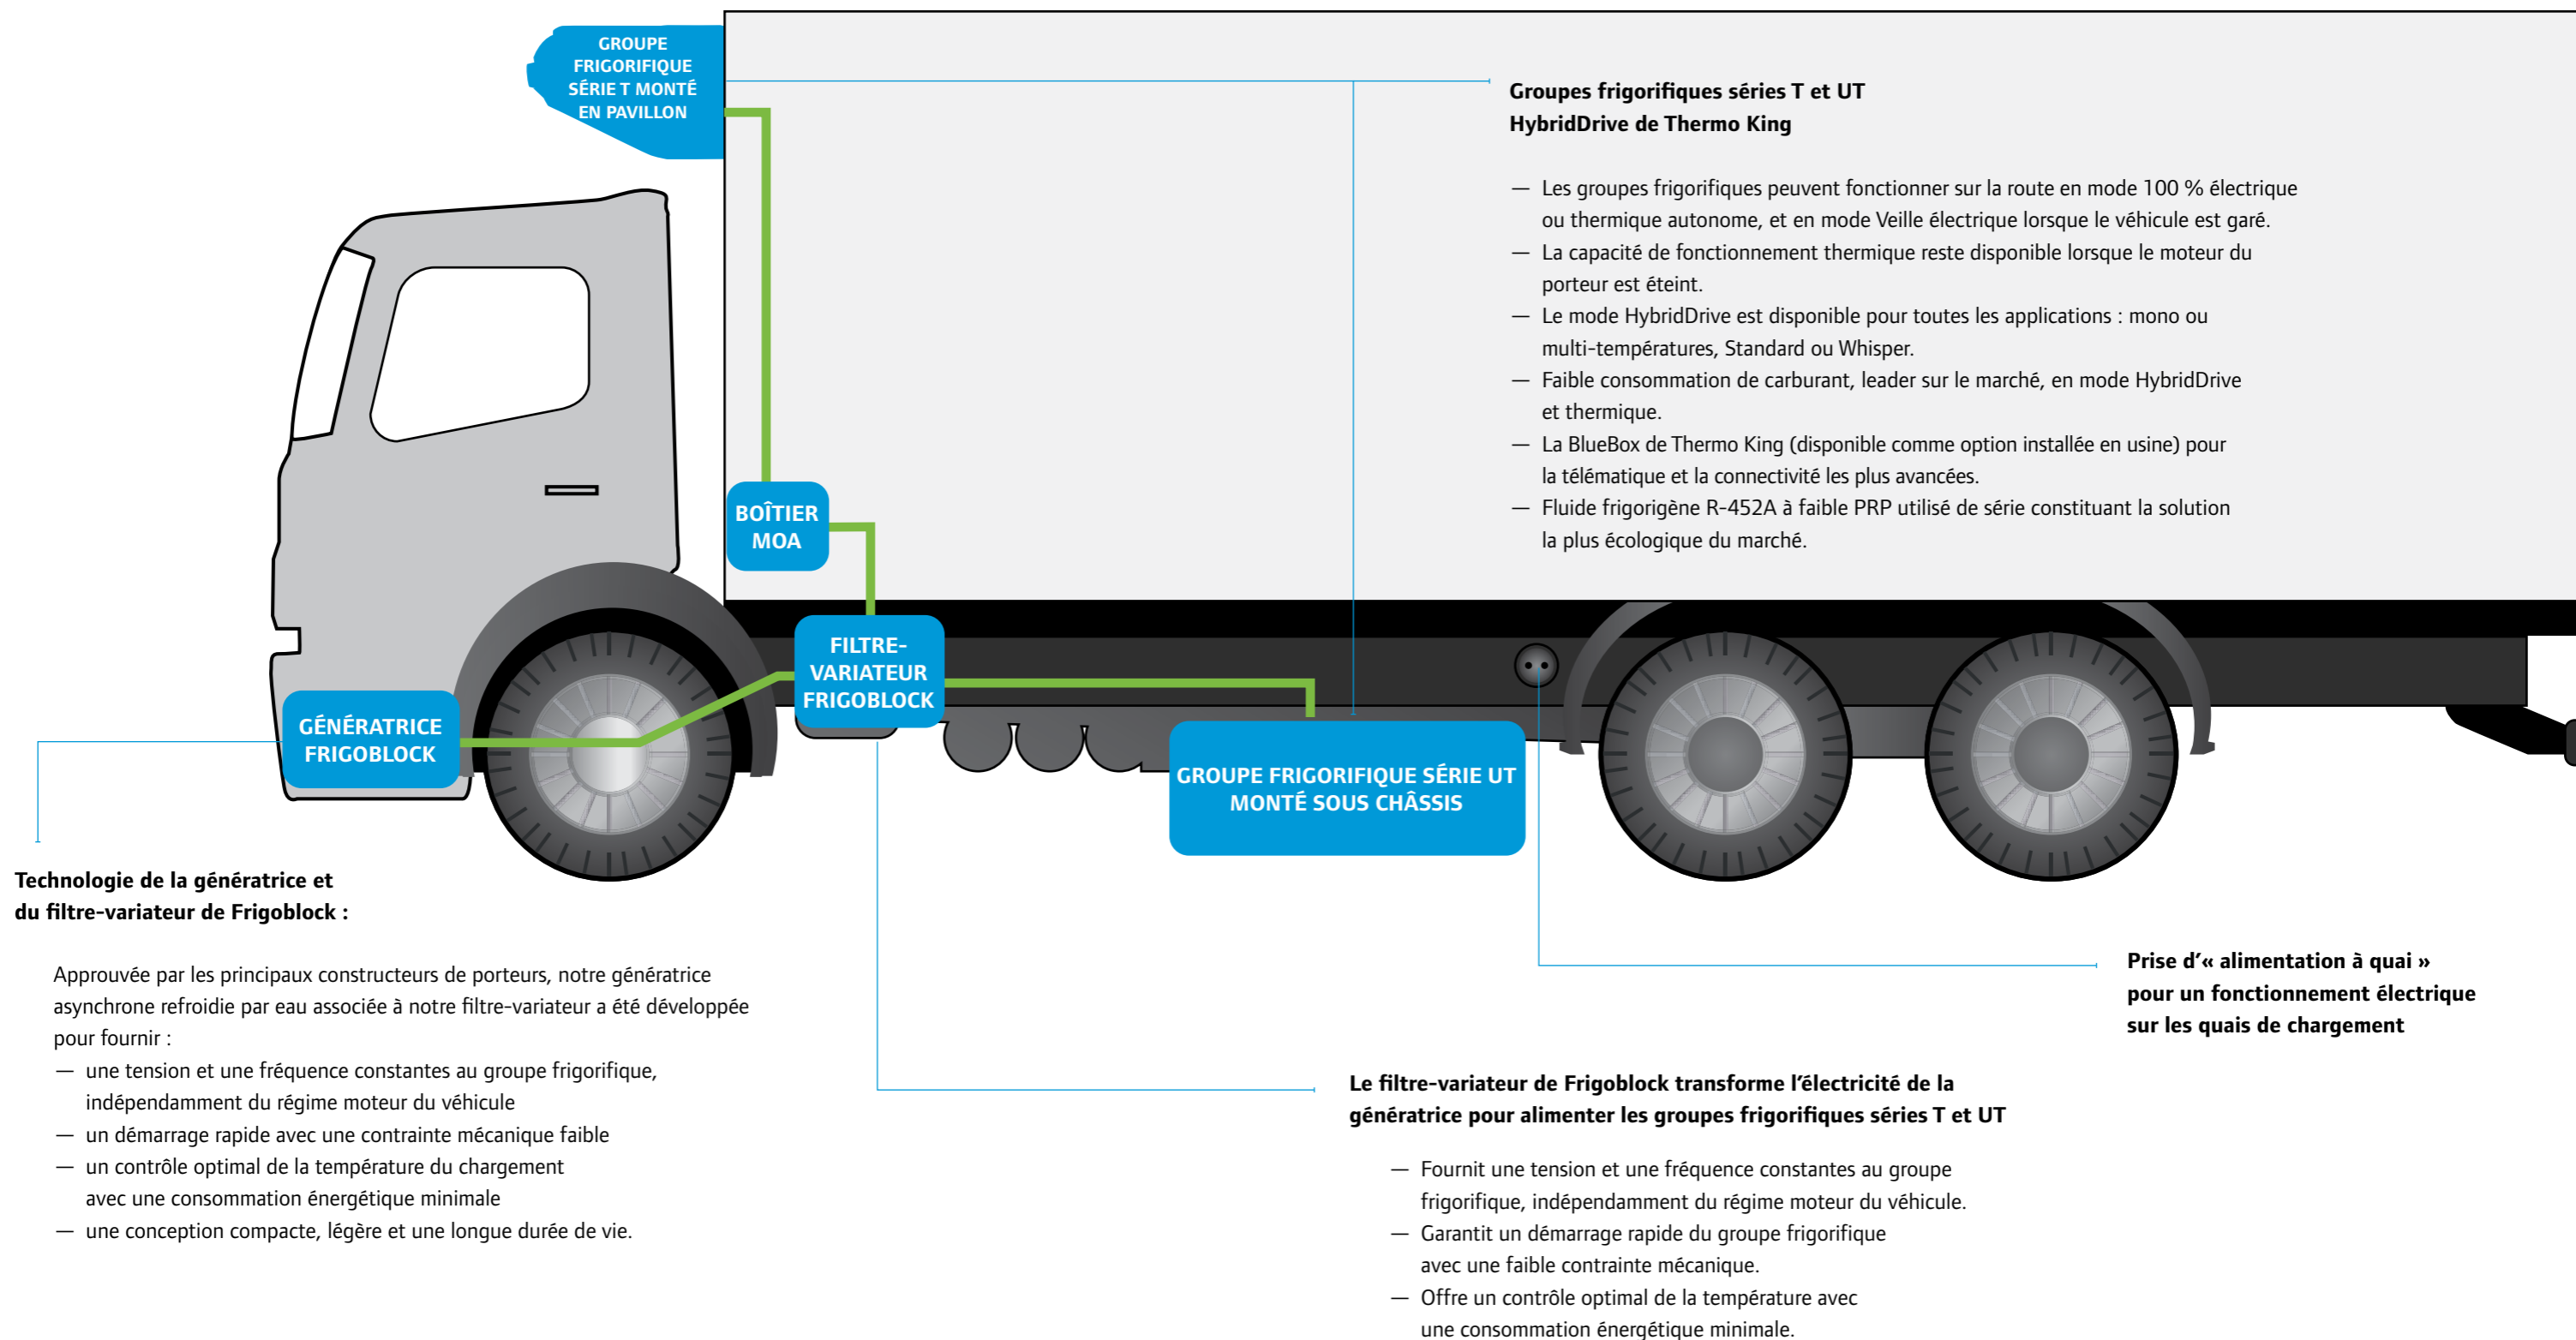 GROUPE
FRIGORIFIQUE
SÉRIE T MONTÉ
EN PAVILLON
Groupes frigorifiques séries T et UT
HybridDrive de Thermo King
— Les groupes frigorifiques peuvent fonctionner sur la route en mode 100 % électrique
ou thermique autonome, et en mode Veille électrique lorsque le véhicule est garé.
— La capacité de fonctionnement thermique reste disponible lorsque le moteur du
porteur est éteint.
— Le mode HybridDrive est disponible pour toutes les applications : mono ou
multi-températures, Standard ou Whisper.
— Faible consommation de carburant, leader sur le marché, en mode HybridDrive
et thermique.
— La BlueBox de Thermo King (disponible comme option installée en usine) pour
la télématique et la connectivité les plus avancées.
— Fluide frigorigène R-452A à faible PRP utilisé de série constituant la solution
la plus écologique du marché.
BOÎTIER
MOA
FILTRE-
VARIATEUR
FRIGOBLOCK
GÉNÉRATRICE
FRIGOBLOCK
GROUPE FRIGORIFIQUE SÉRIE UT
MONTÉ SOUS CHÂSSIS
Technologie de la génératrice et
du filtre-variateur de Frigoblock :
Approuvée par les principaux constructeurs de porteurs, notre génératrice
asynchrone refroidie par eau associée à notre filtre-variateur a été développée
pour fournir :
— une tension et une fréquence constantes au groupe frigorifique,
indépendamment du régime moteur du véhicule
— un démarrage rapide avec une contrainte mécanique faible
— un contrôle optimal de la température du chargement
avec une consommation énergétique minimale
— une conception compacte, légère et une longue durée de vie.
Prise d'« alimentation à quai »
pour un fonctionnement électrique
sur les quais de chargement
Le filtre-variateur de Frigoblock transforme l'électricité de la
génératrice pour alimenter les groupes frigorifiques séries T et UT
— Fournit une tension et une fréquence constantes au groupe
frigorifique, indépendamment du régime moteur du véhicule.
— Garantit un démarrage rapide du groupe frigorifique
avec une faible contrainte mécanique.
— Offre un contrôle optimal de la température avec
une consommation énergétique minimale.